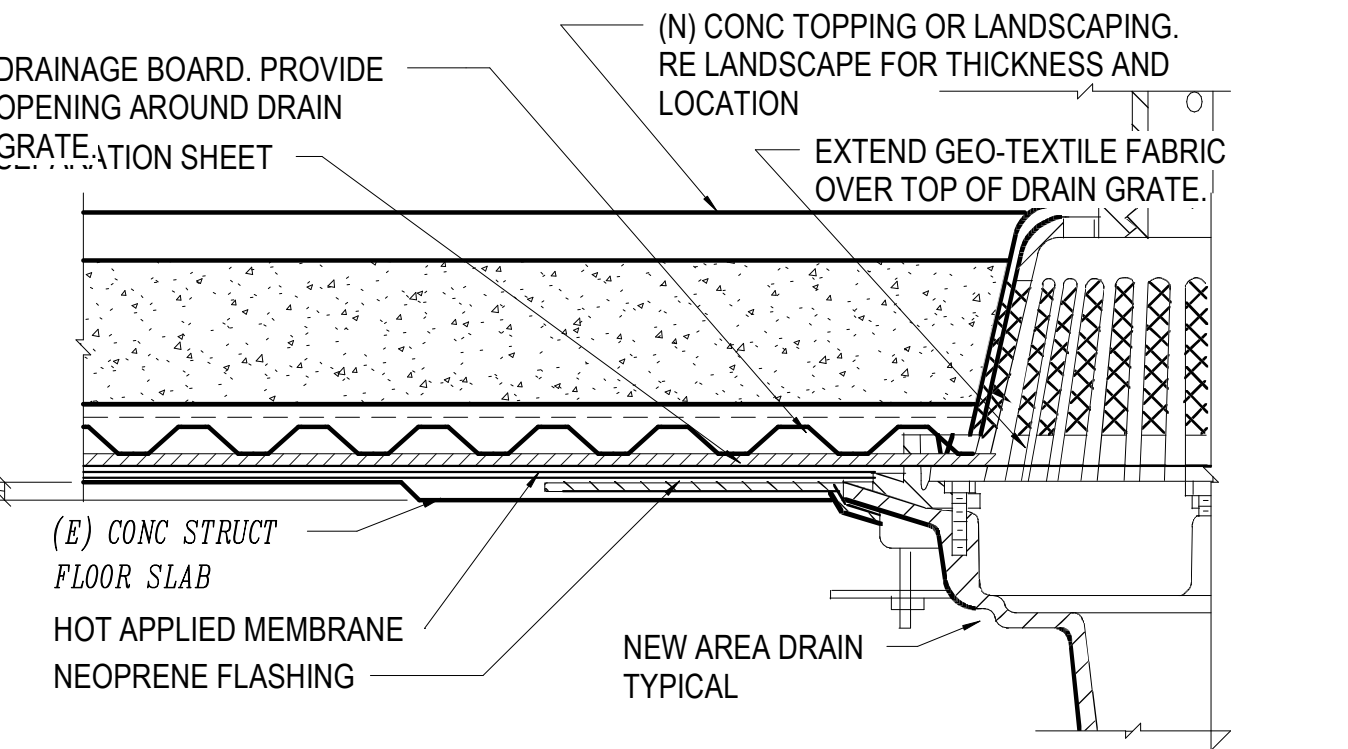 (N) CONC TOPPING OR LANDSCAPING.
RE LANDSCAPE FOR THICKNESS AND
LOCATION
DRAINAGE BOARD. PROVIDE
OPENING AROUND DRAIN
GRATE.
SEPARATION SHEET
EXTEND GEO-TEXTILE FABRIC
OVER TOP OF DRAIN GRATE.
(E) CONC STRUCT
FLOOR SLAB
HOT APPLIED MEMBRANE
NEOPRENE FLASHING
NEW AREA DRAIN
TYPICAL